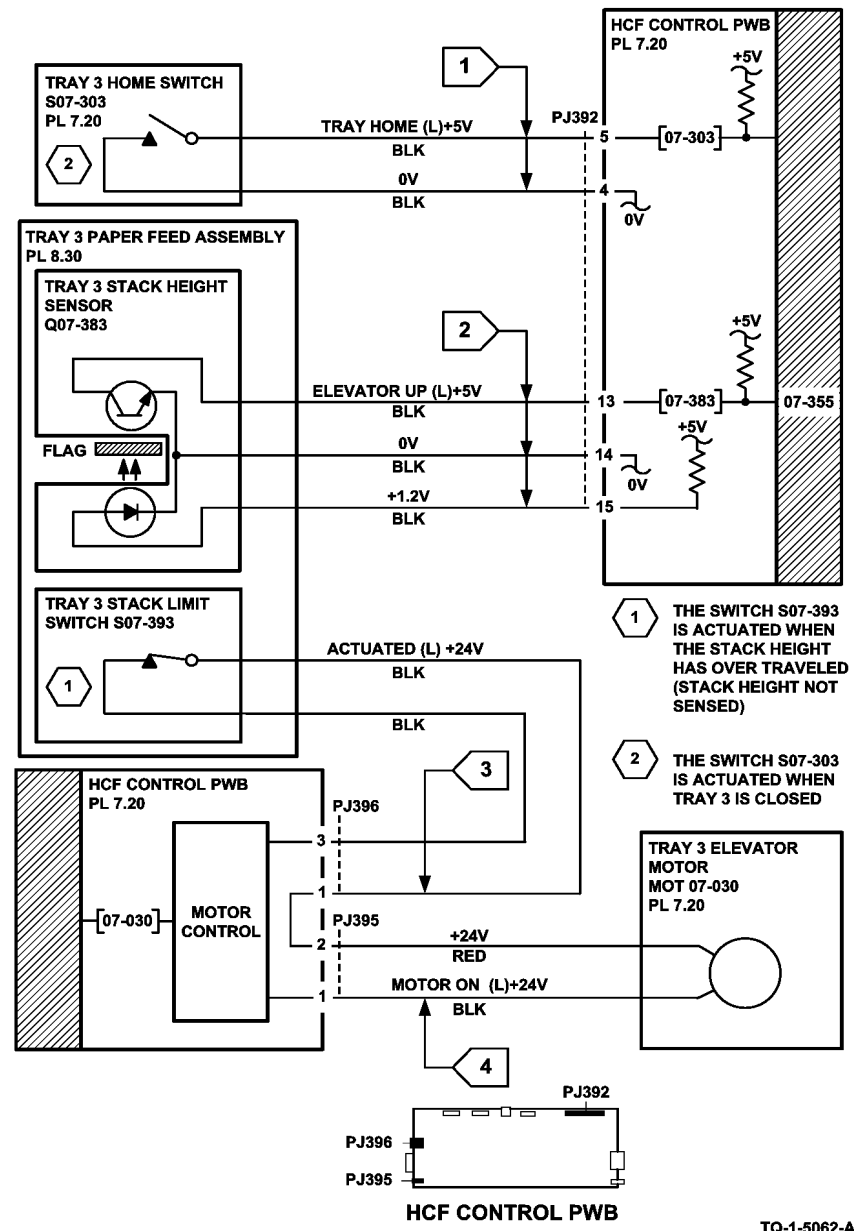 HCF CONTROL PWB
PL 7.20
+5V
1
TRAY 3 HOME SWITCH
S07-303
PL 7.20
2
TRAY HOME (L)+5V
BLK
0V
BLK
PJ392
5
[07-303]
4
0V
TRAY 3 PAPER FEED ASSEMBLY
PL 8.30
TRAY 3 STACK HEIGHT
SENSOR
Q07-383
FLAG
2
ELEVATOR UP (L)+5V
BLK
0V
BLK
+1.2V
BLK
+5V
13
[07-383]
07-355
+5V
14
0V
15
TRAY 3 STACK LIMIT
SWITCH S07-393
1
ACTUATED (L) +24V
BLK
BLK
1
THE SWITCH S07-393
IS ACTUATED WHEN
THE STACK HEIGHT
HAS OVER TRAVELED
(STACK HEIGHT NOT
SENSED)
2
THE SWITCH S07-303
IS ACTUATED WHEN
TRAY 3 IS CLOSED
3
HCF CONTROL PWB
PL 7.20
PJ396
3
1
[07-030]
MOTOR
CONTROL
PJ395
2
+24V
RED
1
MOTOR ON (L)+24V
BLK
TRAY 3 ELEVATOR
MOTOR
MOT 07-030
PL 7.20
4
PJ392
PJ396
PJ395
HCF CONTROL PWB
TO-1-5062-A